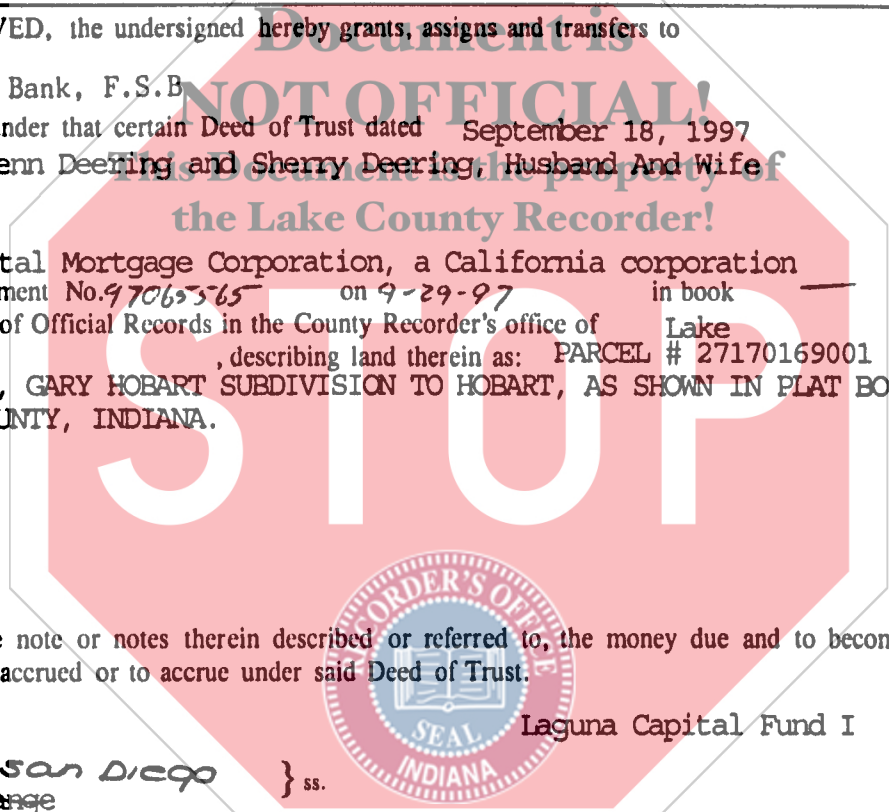 VED, the undersigned hereby grants, assigns and transfers to
Document is
Bank, F.S.B
NOT OFFICIAL!
nder that certain Deed of Trust dated September 18, 1997
enn Deering and Sherry Deering, Husband And Wife
This Document is the property of
the Lake County Recorder!
tal Mortgage Corporation, a California corporation
ment No. 97065565 on 9-29-97 in book —
of Official Records in the County Recorder's office of Lake
, describing land therein as: PARCEL # 27170169001
, GARY HOBART SUBDIVISION TO HOBART, AS SHOWN IN PLAT BO
UNTY, INDIANA.
STOP
RECORDER'S OFFICE
SEAL
INDIANA
e note or notes therein described or referred to, the money due and to becom
accrued or to accrue under said Deed of Trust.
Laguna Capital Fund I
San Diego } ss.
ange